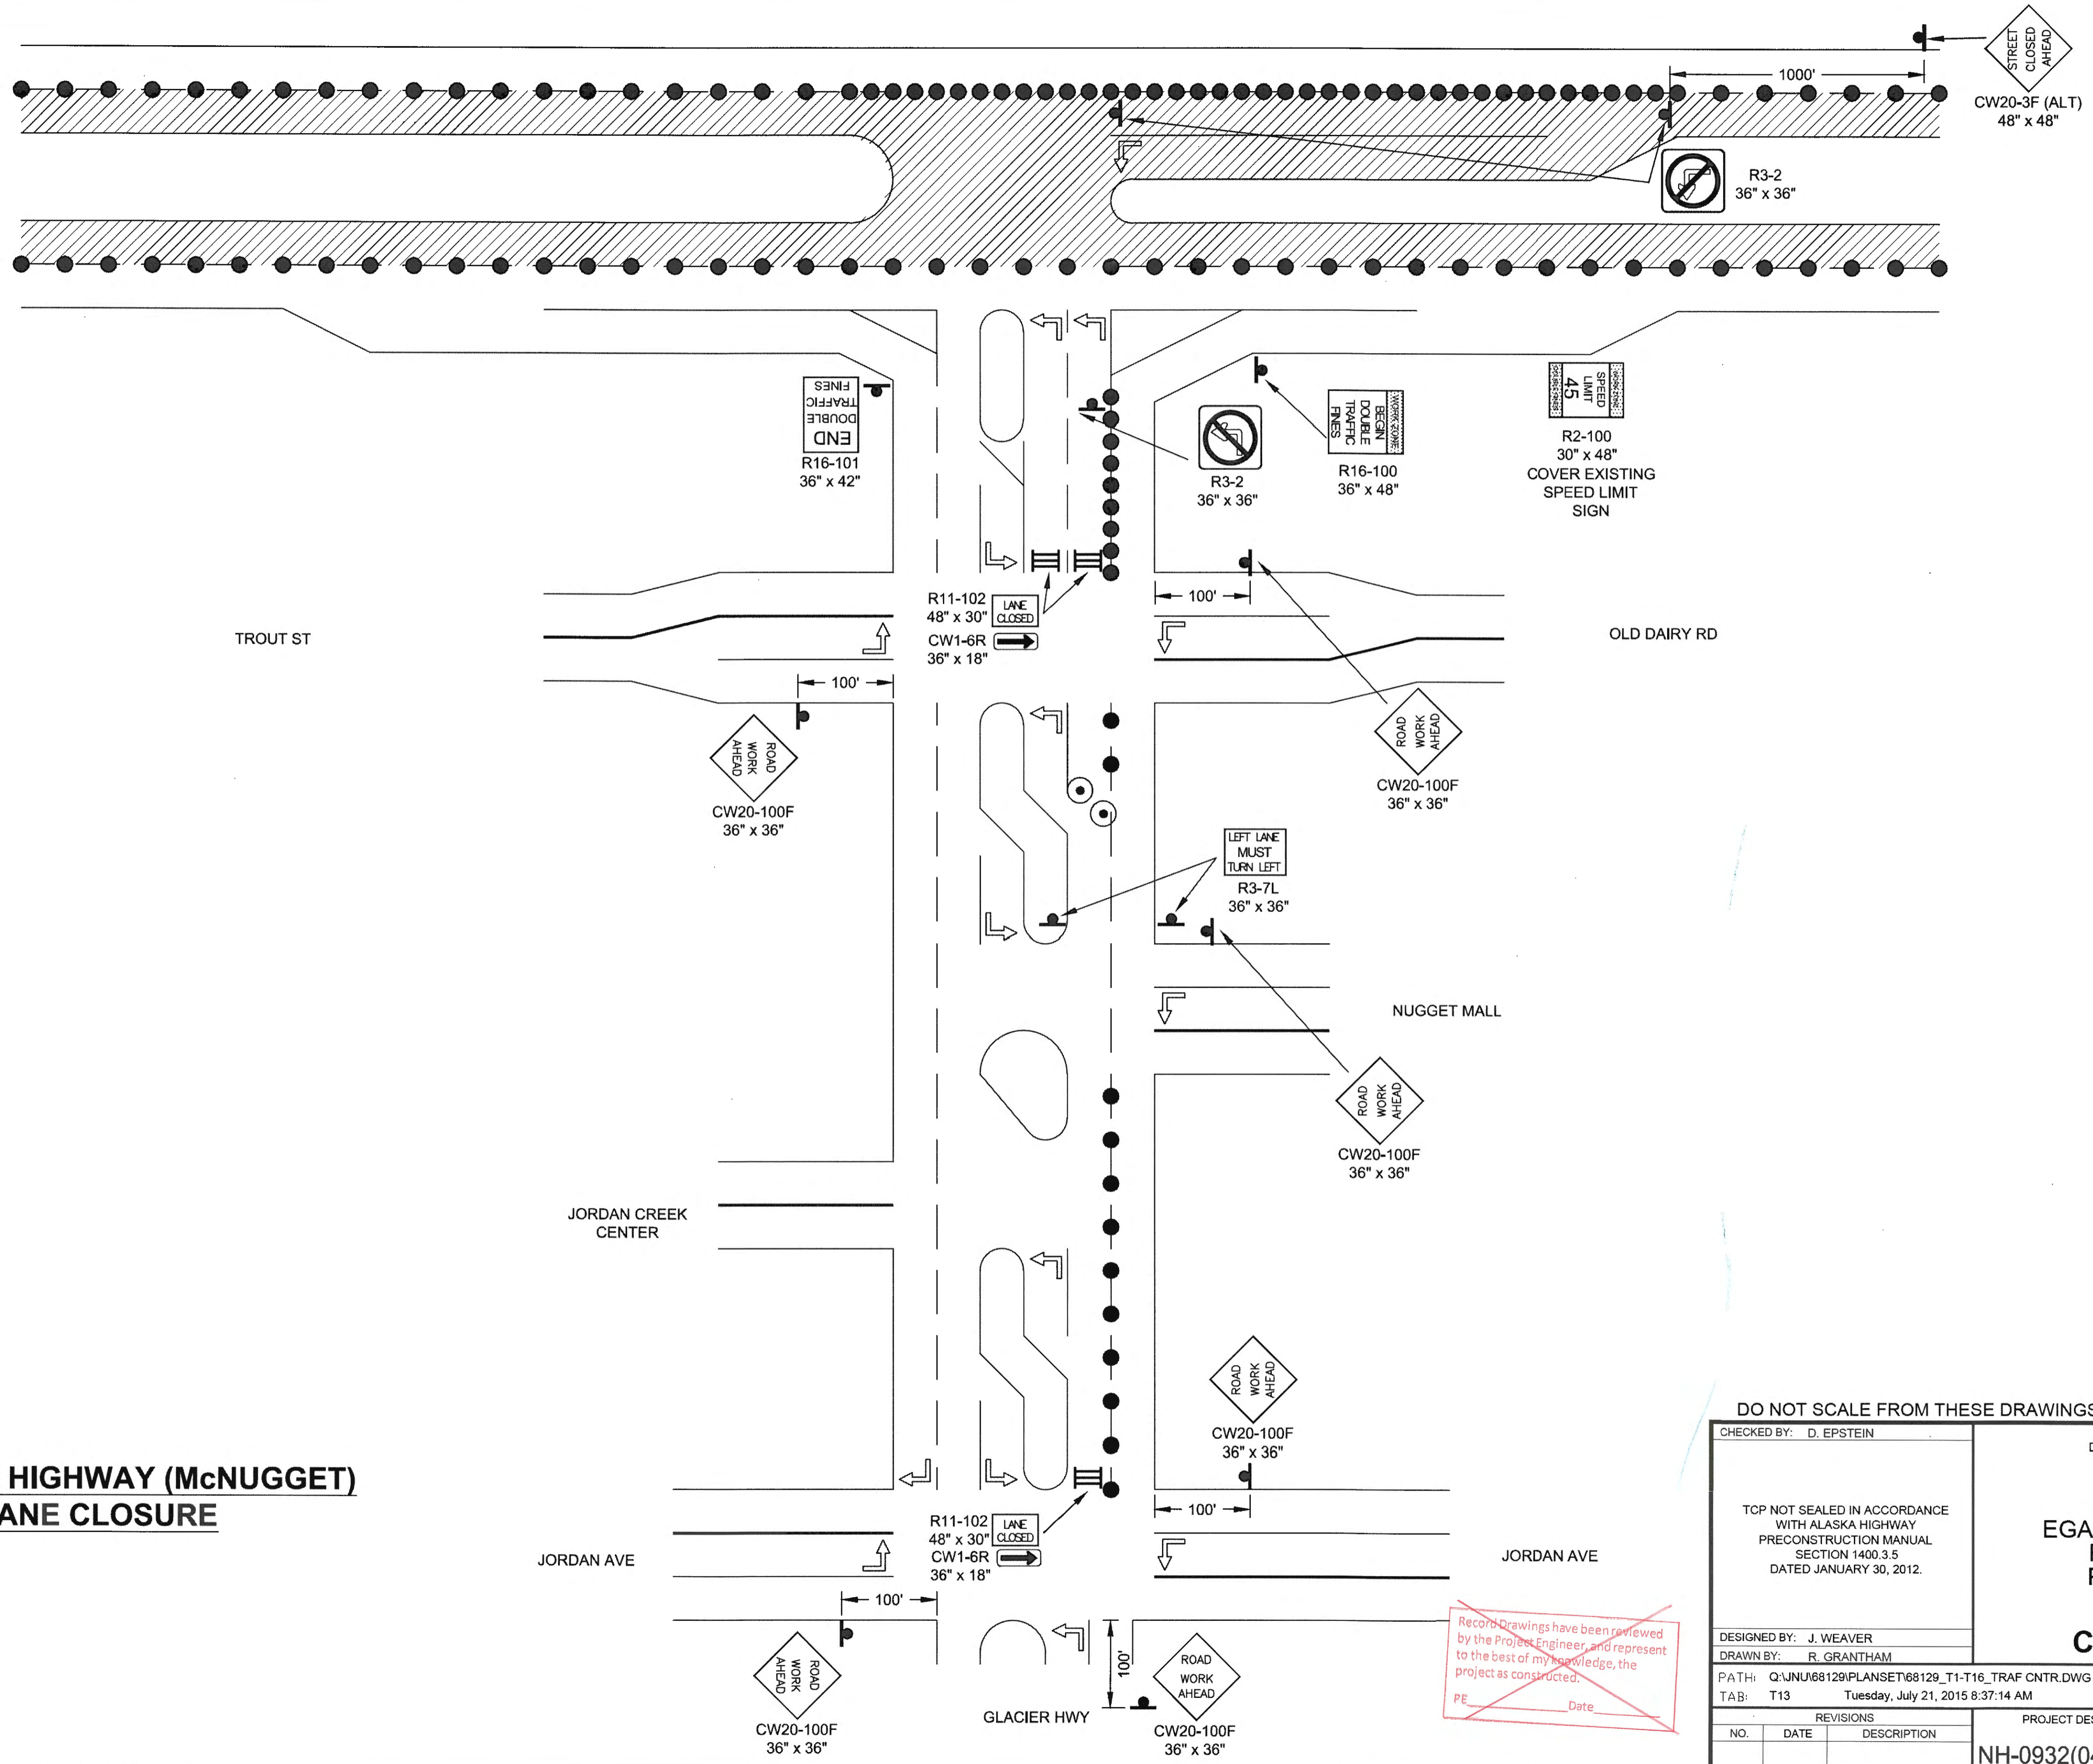 STREET
CLOSED
AHEAD
1000'
CW20-3F (ALT)
48" x 48"
R3-2
36" x 36"
END
DOUBLE
TRAFFIC
FINES
R16-101
36" x 42"
R3-2
36" x 36"
WORK ZONE
BEGIN
DOUBLE
TRAFFIC
FINES
R16-100
36" x 48"
SPEED
LIMIT
45
R2-100
30" x 48"
COVER EXISTING
SPEED LIMIT
SIGN
R11-102
48" x 30"
LANE
CLOSED
CW1-6R
36" x 18"
100'
TROUT ST
OLD DAIRY RD
100'
ROAD
WORK
AHEAD
CW20-100F
36" x 36"
ROAD
WORK
AHEAD
CW20-100F
36" x 36"
LEFT LANE
MUST
TURN LEFT
R3-7L
36" x 36"
NUGGET MALL
ROAD
WORK
AHEAD
CW20-100F
36" x 36"
JORDAN CREEK
CENTER
ROAD
WORK
AHEAD
CW20-100F
36" x 36"
HIGHWAY (McNUGGET)
ANE CLOSURE
R11-102
48" x 30"
LANE
CLOSED
CW1-6R
36" x 18"
100'
JORDAN AVE
JORDAN AVE
100'
ROAD
WORK
AHEAD
CW20-100F
36" x 36"
GLACIER HWY
100'
ROAD
WORK
AHEAD
CW20-100F
36" x 36"
Record Drawings have been reviewed
by the Project Engineer, and represent
to the best of my knowledge, the
project as constructed.
PE Date
DO NOT SCALE FROM THESE DRAWINGS
CHECKED BY: D. EPSTEIN
TCP NOT SEALED IN ACCORDANCE
WITH ALASKA HIGHWAY
PRECONSTRUCTION MANUAL
SECTION 1400.3.5
DATED JANUARY 30, 2012.
EGA
C
DESIGNED BY: J. WEAVER
DRAWN BY: R. GRANTHAM
PATH: Q:\JNU\68129\PLANSET\68129_T1-T16_TRAF CNTR.DWG
TAB: T13 Tuesday, July 21, 2015 8:37:14 AM
REVISIONS
NO. DATE DESCRIPTION
PROJECT DES
NH-0932(0